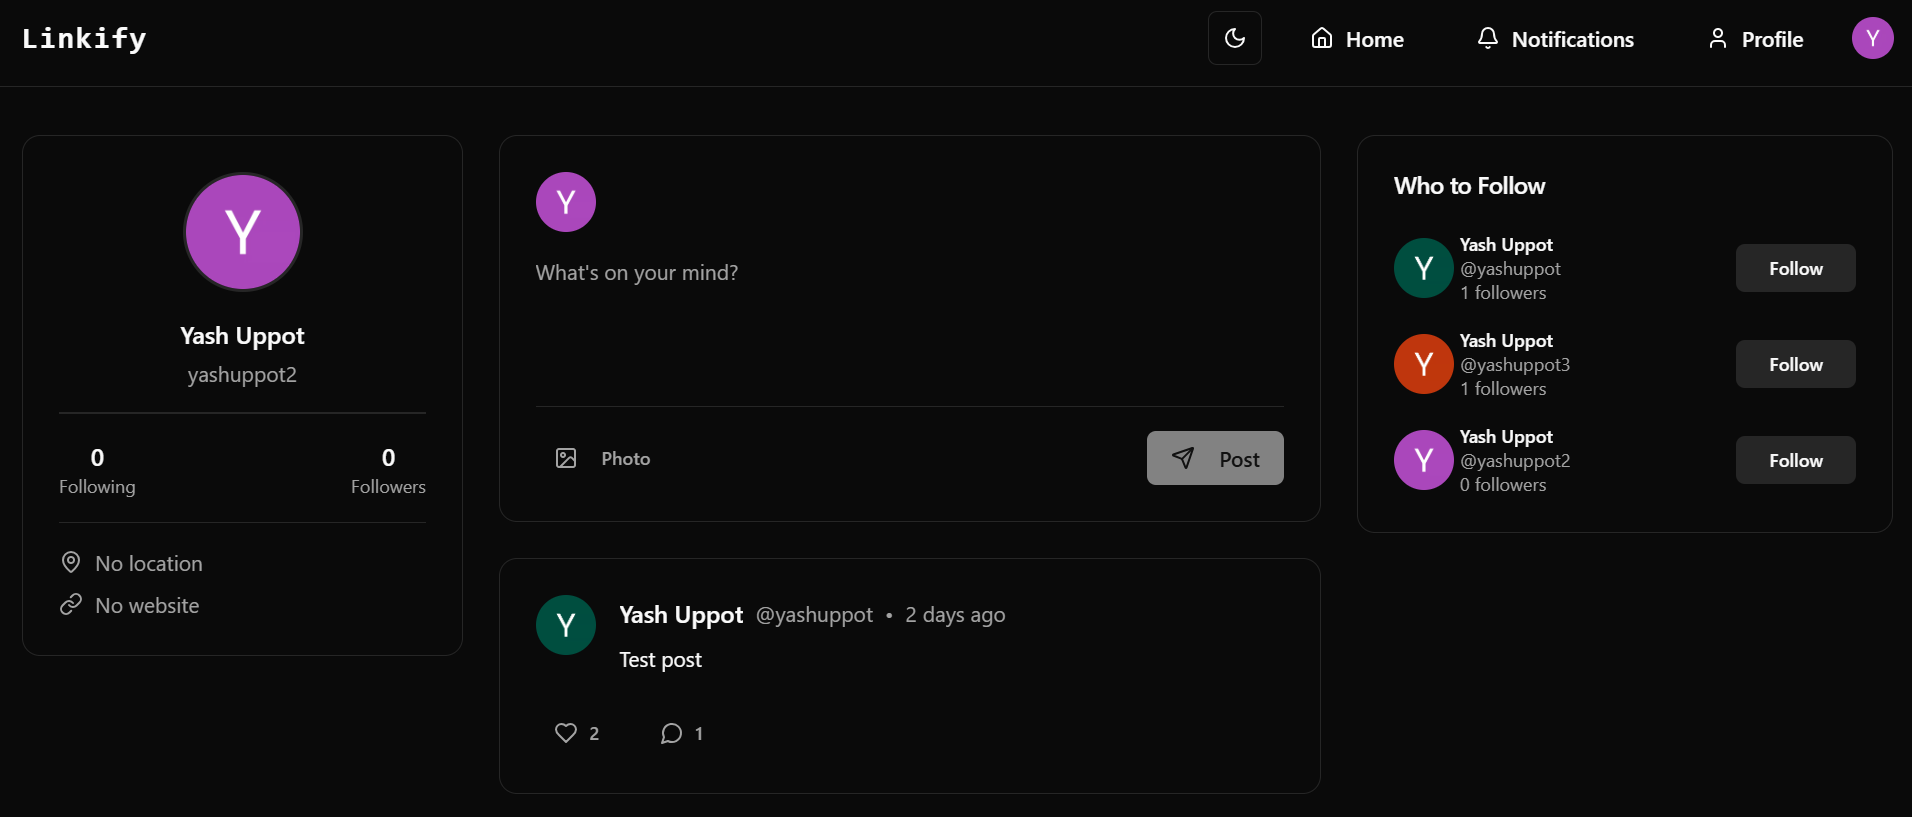 Linkify
Home
Notifications
Profile
Y
Y
Yash Uppot
yashuppot2
0
Following
0
Followers
No location
No website
Y
What's on your mind?
Photo
Post
Y
Yash Uppot @yashuppot • 2 days ago
Test post
2
1
Who to Follow
Y
Yash Uppot
@yashuppot
1 followers
Follow
Y
Yash Uppot
@yashuppot3
1 followers
Follow
Y
Yash Uppot
@yashuppot2
0 followers
Follow